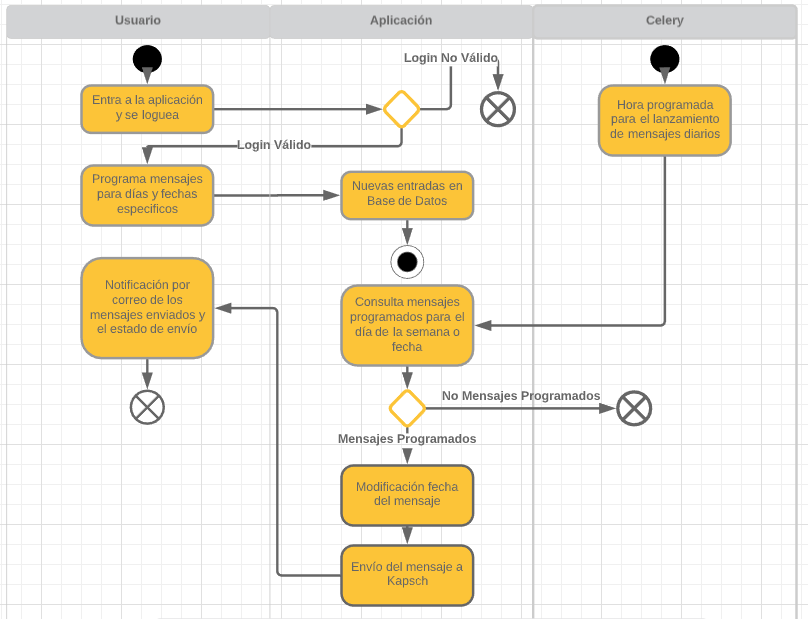 Usuario
Aplicación
Celery
Login No Válido
Entra a la aplicación
y se loguea
Hora programada
para el lanzamiento
de mensajes diarios
Login Válido
Programa mensajes
para días y fechas
especificos
Nuevas entradas en
Base de Datos
Notificación por
correo de los
mensajes enviados y
el estado de envío
Consulta mensajes
programados para el
día de la semana o
fecha
No Mensajes Programados
Mensajes Programados
Modificación fecha
del mensaje
Envío del mensaje a
Kapsch